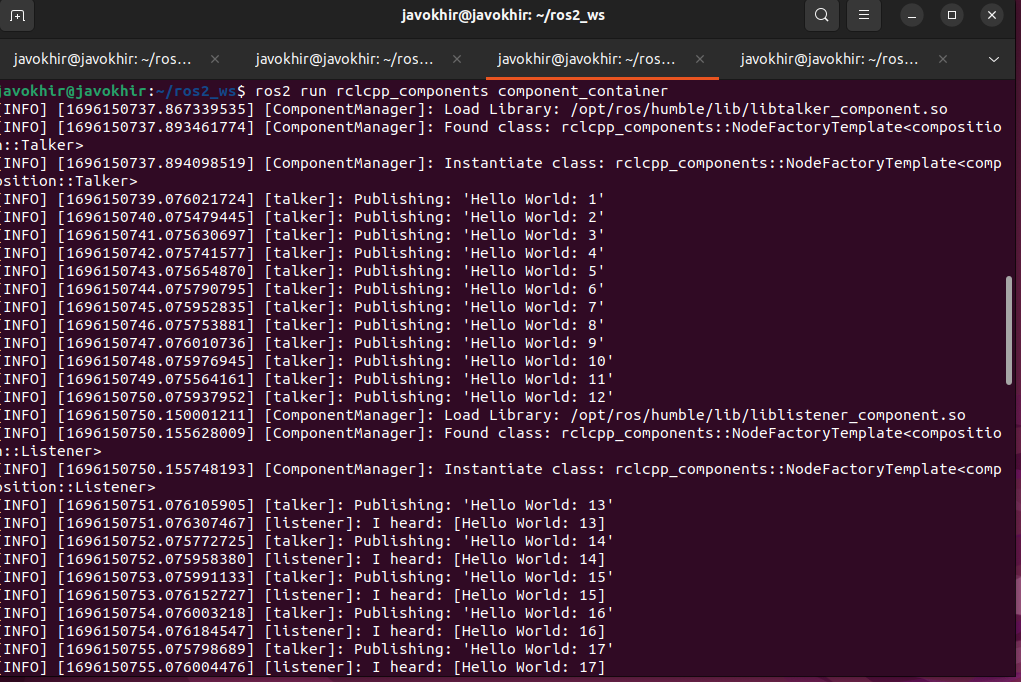 javokhir@javokhir: ~/ros2_ws
javokhir@javokhir: ~/ros... javokhir@javokhir: ~/ros... javokhir@javokhir: ~/ros... javokhir@javokhir: ~/ros...
javokhir@javokhir:~/ros2_ws$ ros2 run rclcpp_components component_container
[INFO] [1696150737.867339535] [ComponentManager]: Load Library: /opt/ros/humble/lib/libtalker_component.so
[INFO] [1696150737.893461774] [ComponentManager]: Found class: rclcpp_components::NodeFactoryTemplate<compositio
n::Talker>
[INFO] [1696150737.894098519] [ComponentManager]: Instantiate class: rclcpp_components::NodeFactoryTemplate<comp
osition::Talker>
[INFO] [1696150739.076021724] [talker]: Publishing: 'Hello World: 1'
[INFO] [1696150740.075479445] [talker]: Publishing: 'Hello World: 2'
[INFO] [1696150741.075630697] [talker]: Publishing: 'Hello World: 3'
[INFO] [1696150742.075741577] [talker]: Publishing: 'Hello World: 4'
[INFO] [1696150743.075654870] [talker]: Publishing: 'Hello World: 5'
[INFO] [1696150744.075790795] [talker]: Publishing: 'Hello World: 6'
[INFO] [1696150745.075952835] [talker]: Publishing: 'Hello World: 7'
[INFO] [1696150746.075753881] [talker]: Publishing: 'Hello World: 8'
[INFO] [1696150747.076010736] [talker]: Publishing: 'Hello World: 9'
[INFO] [1696150748.075976945] [talker]: Publishing: 'Hello World: 10'
[INFO] [1696150749.075564161] [talker]: Publishing: 'Hello World: 11'
[INFO] [1696150750.075937952] [talker]: Publishing: 'Hello World: 12'
[INFO] [1696150750.150001211] [ComponentManager]: Load Library: /opt/ros/humble/lib/liblistener_component.so
[INFO] [1696150750.155628009] [ComponentManager]: Found class: rclcpp_components::NodeFactoryTemplate<compositio
n::Listener>
[INFO] [1696150750.155748193] [ComponentManager]: Instantiate class: rclcpp_components::NodeFactoryTemplate<comp
osition::Listener>
[INFO] [1696150751.076105905] [talker]: Publishing: 'Hello World: 13'
[INFO] [1696150751.076307467] [listener]: I heard: [Hello World: 13]
[INFO] [1696150752.075772725] [talker]: Publishing: 'Hello World: 14'
[INFO] [1696150752.075958380] [listener]: I heard: [Hello World: 14]
[INFO] [1696150753.075991133] [talker]: Publishing: 'Hello World: 15'
[INFO] [1696150753.076152727] [listener]: I heard: [Hello World: 15]
[INFO] [1696150754.076003218] [talker]: Publishing: 'Hello World: 16'
[INFO] [1696150754.076184547] [listener]: I heard: [Hello World: 16]
[INFO] [1696150755.075798689] [talker]: Publishing: 'Hello World: 17'
[INFO] [1696150755.076004476] [listener]: I heard: [Hello World: 17]